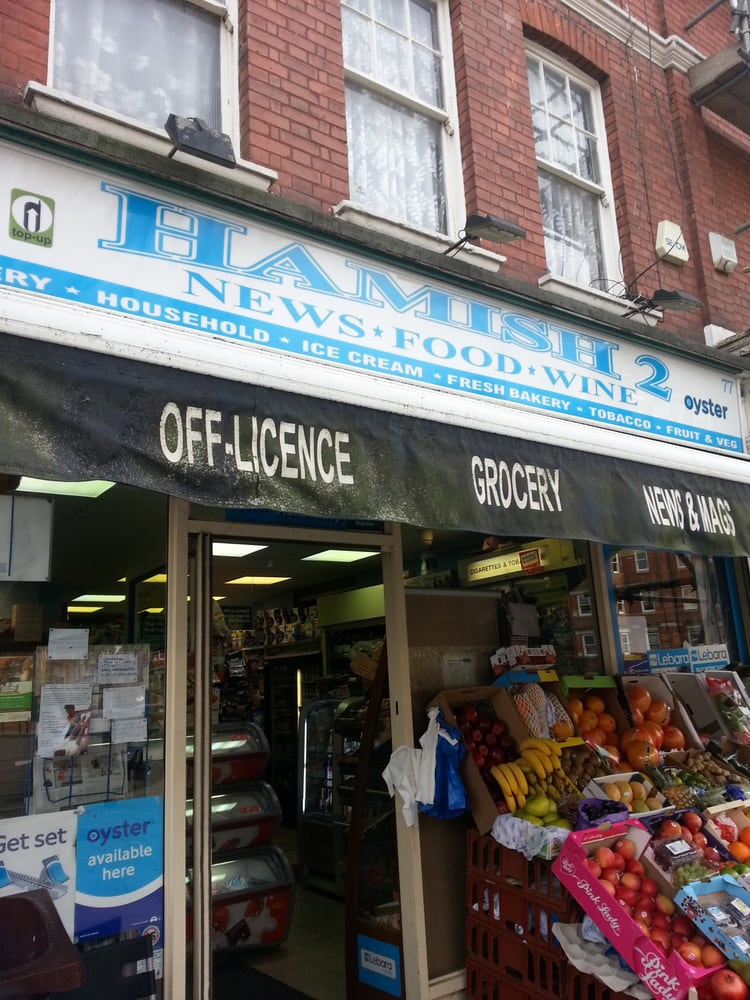 top-up
HAMISH 2
NEWS ★ FOOD ★ WINE
77
oyster
ERY ★ HOUSEHOLD ★ ICE CREAM ★ FRESH BAKERY ★ TOBACCO ★ FRUIT & VEG
OFF-LICENCE
GROCERY
NEWS & MAGS
CIGARETTES & TOB
Lebara
Lebara
Get set
oyster
available
here
Lebara
Pink Lady
Pink
Lady